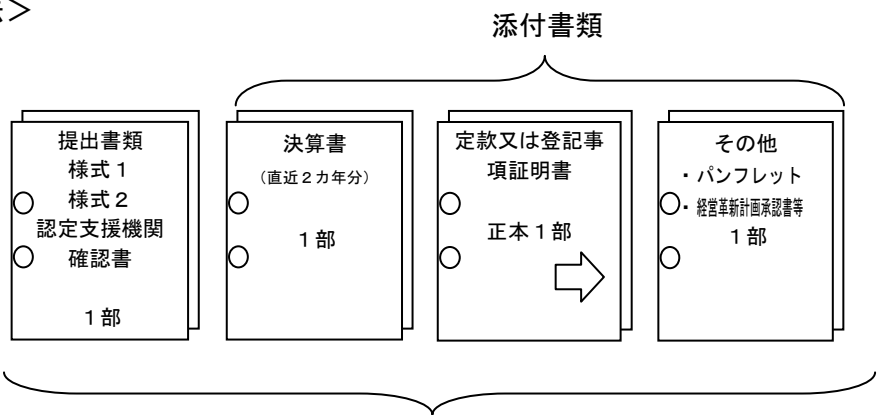 ＞
添付書類
提出書類
様式１
様式２
認定支援機関
確認書
１部
決算書
（直近２カ年分）
１部
定款又は登記事
項証明書
正本１部
その他
・パンフレット
・経営革新計画承認書等
１部